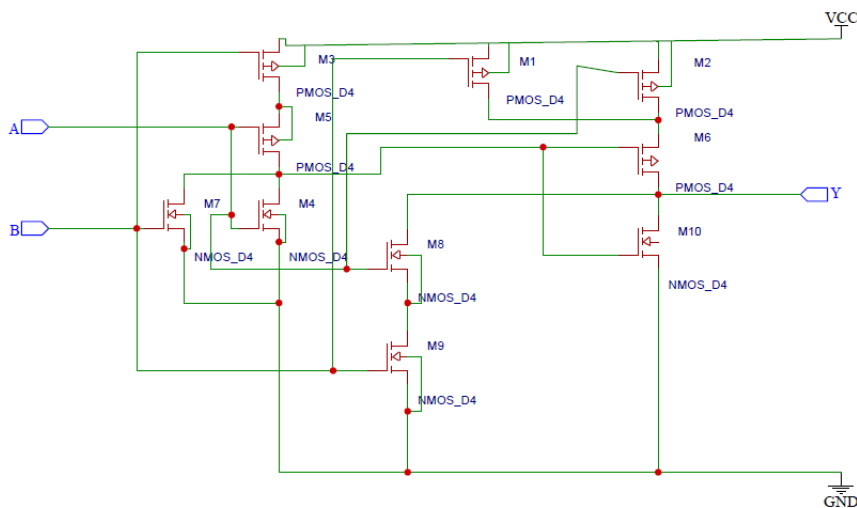 VCC
M3
M1
M2
PMOS_D4
PMOS_D4
PMOS_D4
A
M5
M6
PMOS_D4
PMOS_D4
Y
B
M7
M4
M10
NMOS_D4
NMOS_D4
M8
NMOS_D4
NMOS_D4
M9
NMOS_D4
GND